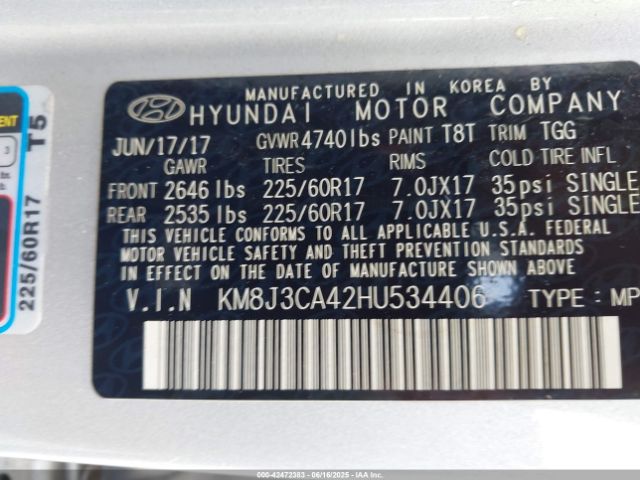 MANUFACTURED IN KOREA BY
HYUNDAI MOTOR COMPANY
JUN/17/17 GVWR4740lbs PAINT T8T TRIM TGG
GAWR TIRES RIMS COLD TIRE INFL
FRONT 2646 lbs 225/60R17 7.0JX17 35psi SINGLE
REAR 2535 lbs 225/60R17 7.0JX17 35psi SINGLE
THIS VEHICLE CONFORMS TO ALL APPLICABLE U.S.A. FEDERAL
MOTOR VEHICLE SAFETY AND THEFT PREVENTION STANDARDS
IN EFFECT ON THE DATE OF MANUFACTURE SHOWN ABOVE
V.I.N KM8J3CA42HU534406 TYPE : MP
3
225/60R17 T5
000-42472383 - 06/16/2025 - IAA